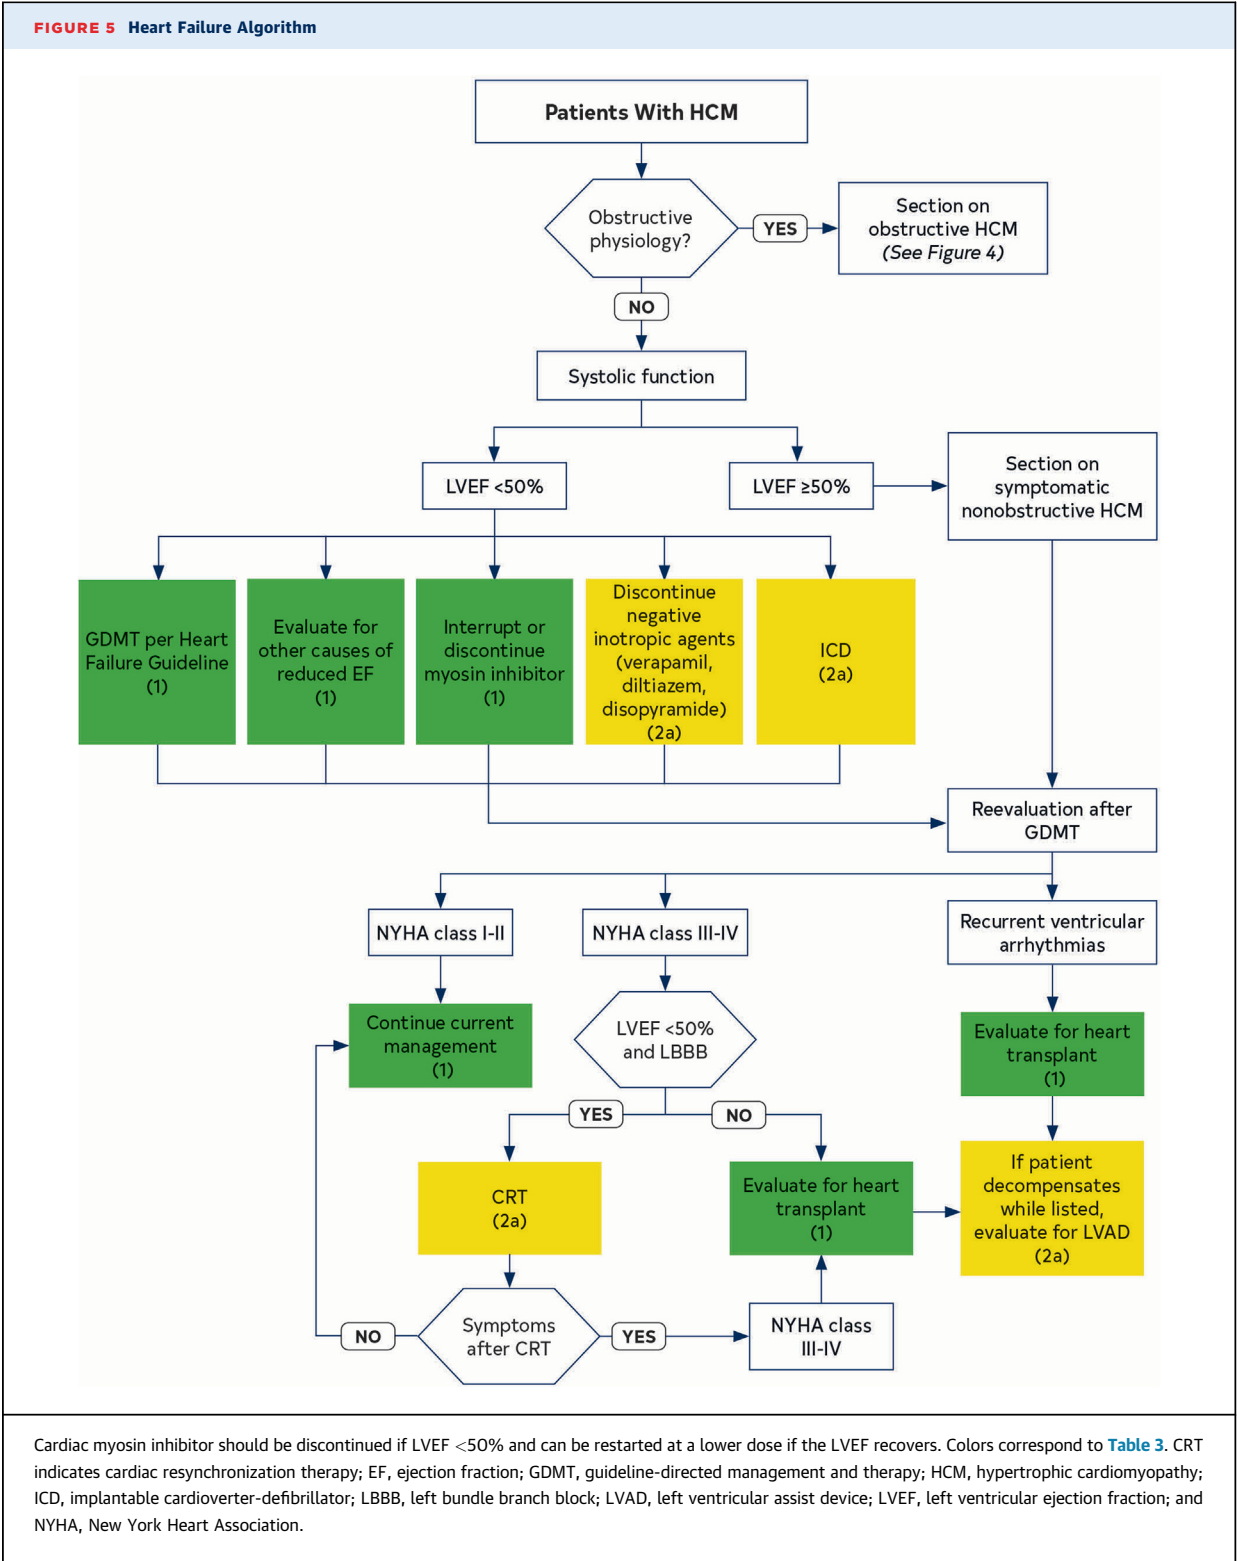 FIGURE 5 Heart Failure Algorithm
Patients With HCM
Obstructive
physiology?
YES
Section on
obstructive HCM
(See Figure 4)
NO
Systolic function
LVEF <50%
LVEF ≥50%
Section on
symptomatic
nonobstructive HCM
GDMT per Heart
Failure Guideline
(1)
Evaluate for
other causes of
reduced EF
(1)
Interrupt or
discontinue
myosin inhibitor
(1)
Discontinue
negative
inotropic agents
(verapamil,
diltiazem,
disopyramide)
(2a)
ICD
(2a)
Reevaluation after
GDMT
NYHA class I-II
NYHA class III-IV
Recurrent ventricular
arrhythmias
Continue current
management
(1)
LVEF <50%
and LBBB
Evaluate for heart
transplant
(1)
YES
NO
CRT
(2a)
Evaluate for heart
transplant
(1)
If patient
decompensates
while listed,
evaluate for LVAD
(2a)
NO
Symptoms
after CRT
YES
NYHA class
III-IV
Cardiac myosin inhibitor should be discontinued if LVEF <50% and can be restarted at a lower dose if the LVEF recovers. Colors correspond to Table 3. CRT
indicates cardiac resynchronization therapy; EF, ejection fraction; GDMT, guideline-directed management and therapy; HCM, hypertrophic cardiomyopathy;
ICD, implantable cardioverter-defibrillator; LBBB, left bundle branch block; LVAD, left ventricular assist device; LVEF, left ventricular ejection fraction; and
NYHA, New York Heart Association.